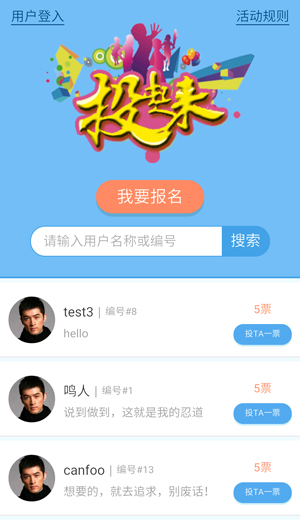 用户登入
活动规则
投出来
我要报名
请输入用户名称或编号
搜索
test3 | 编号#8
5票
hello
投TA一票
鸣人 | 编号#1
5票
说到做到，这就是我的忍道
投TA一票
canfoo | 编号#13
5票
想要的，就去追求，别废话！
投TA一票